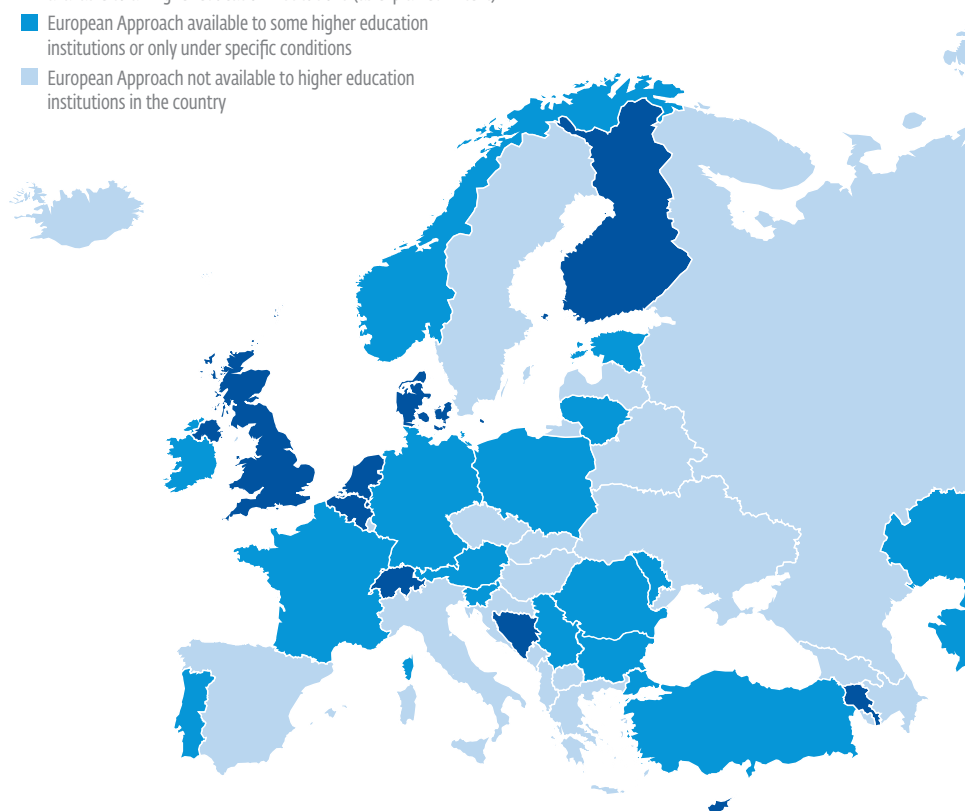 European Approach available to some higher education
institutions or only under specific conditions
European Approach not available to higher education
institutions in the country